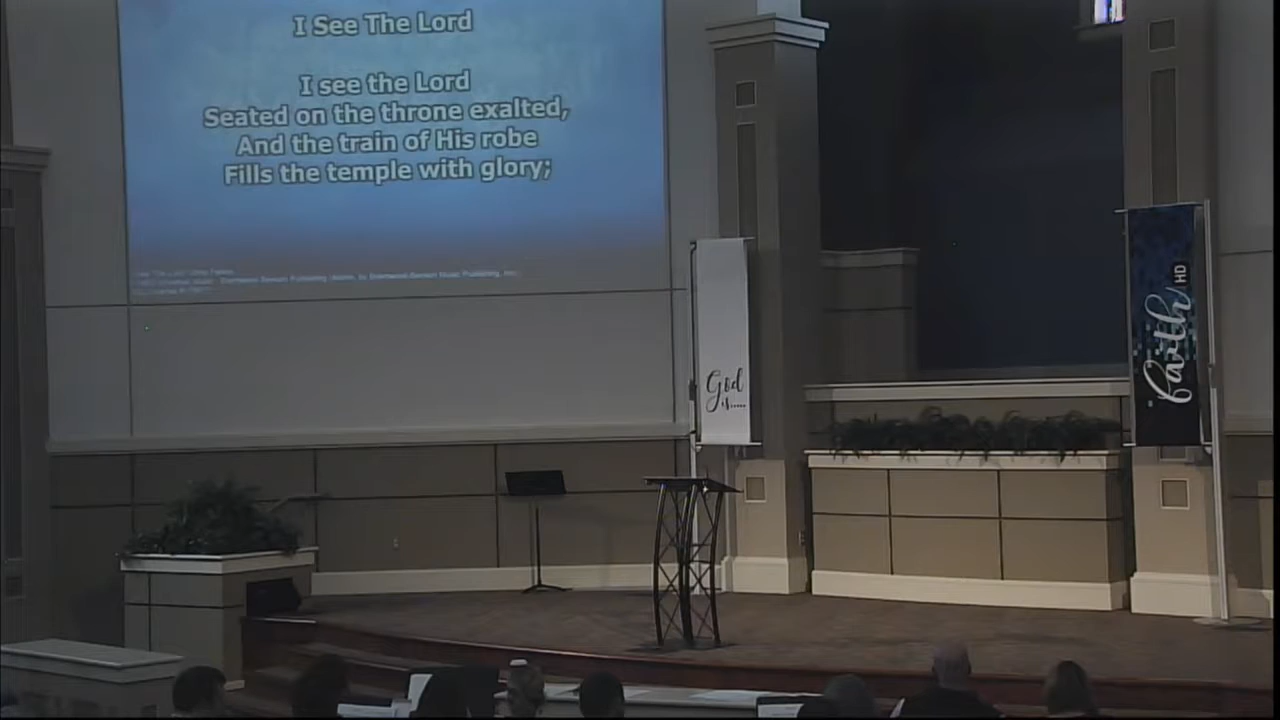 I See The Lord
I see the Lord
Seated on the throne exalted,
And the train of His robe
Fills the temple with glory;
God
is.....
faith
HD